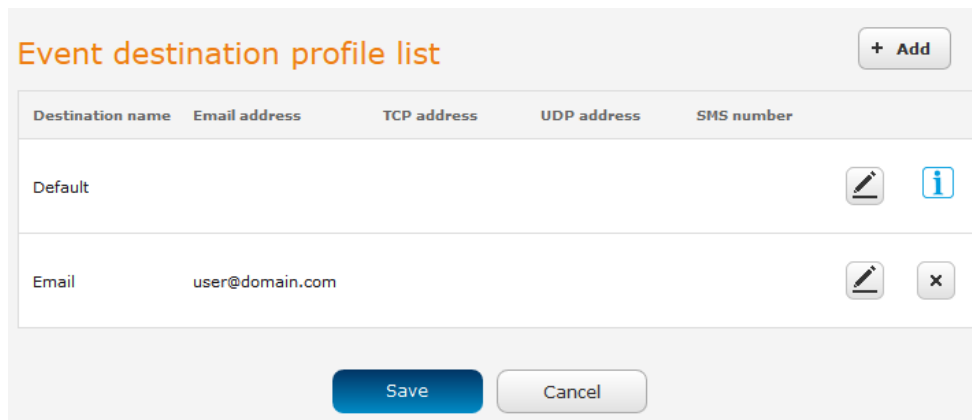 Event destination profile list
+ Add
Destination name Email address TCP address UDP address SMS number
Default
Email user@domain.com
Save Cancel